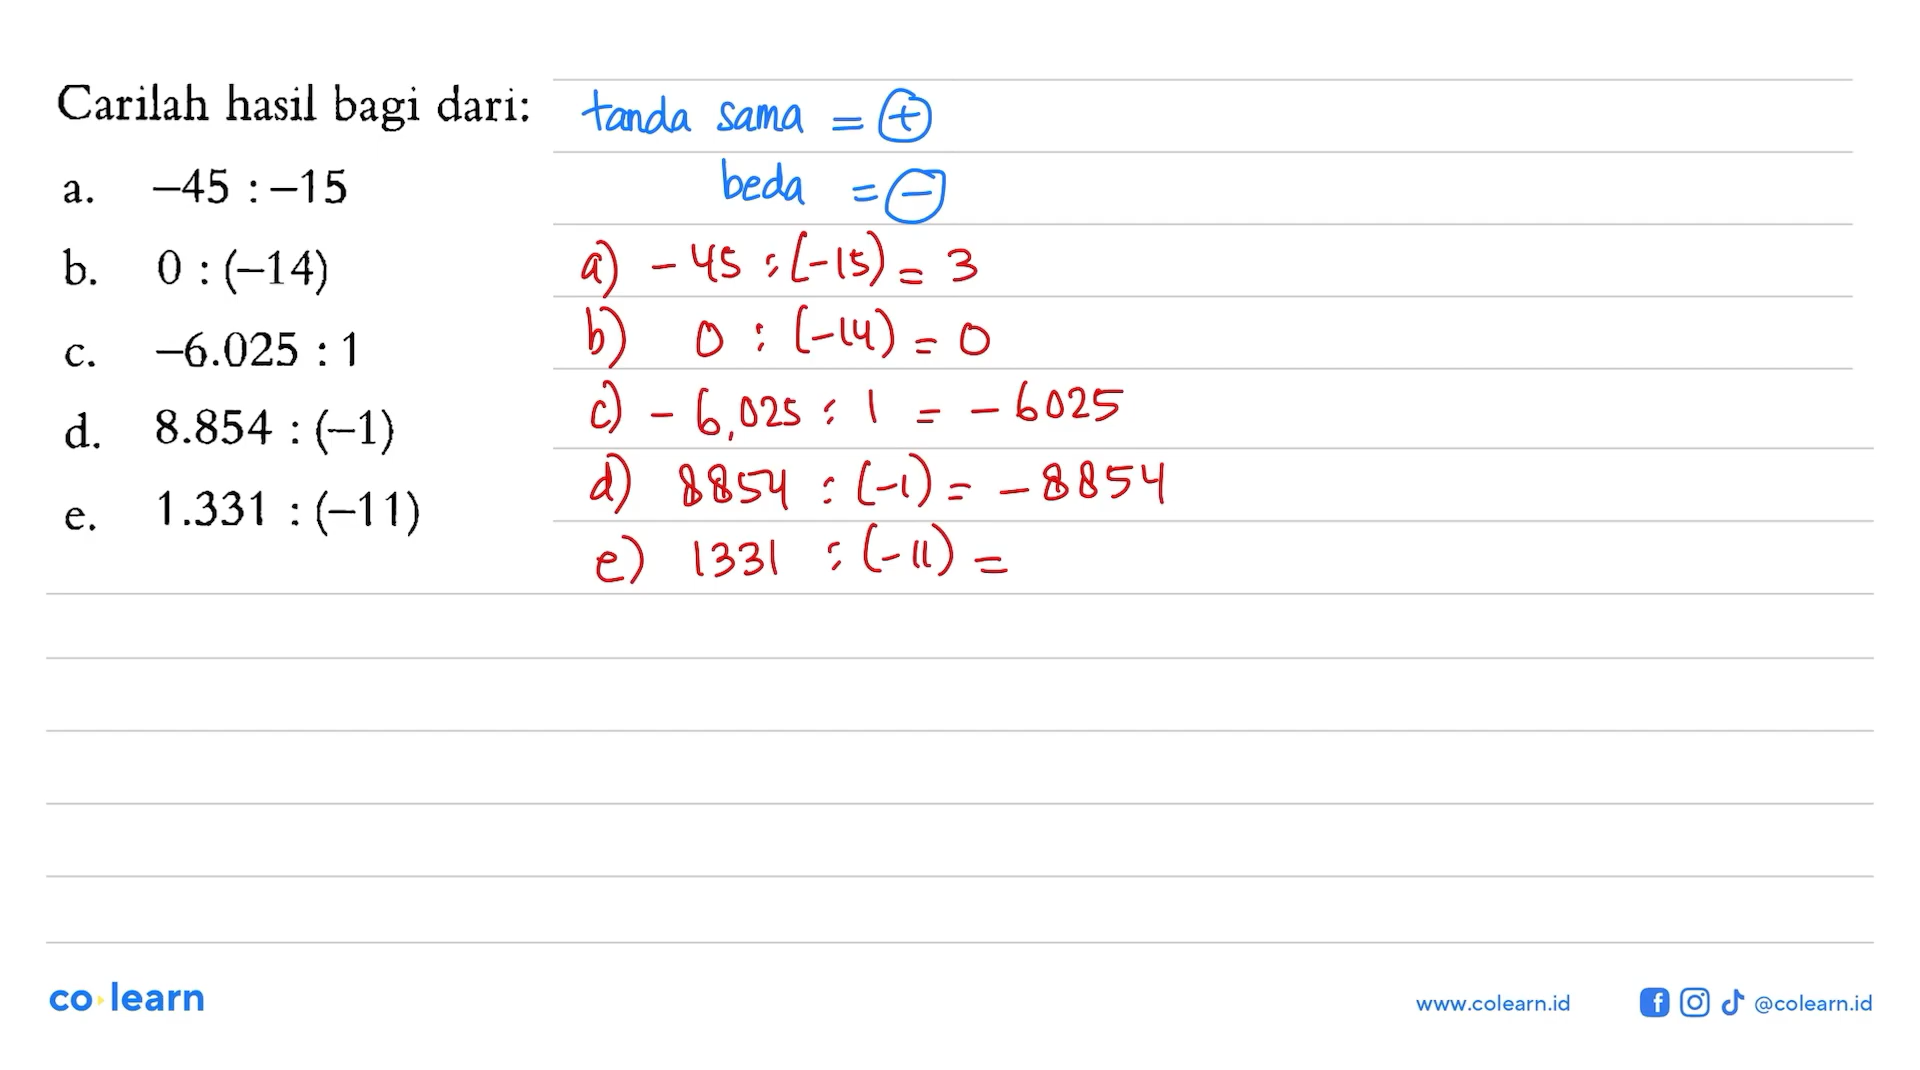 Carilah hasil bagi dari:
a. –45 : –15
b. 0 : (–14)
c. –6.025 : 1
d. 8.854 : (–1)
e. 1.331 : (–11)
tanda sama = +
beda = –
a) – 45 : (–15) = 3
b) 0 : (–14) = 0
c) – 6,025 : 1 = – 6025
d) 8854 : (–1) = – 8854
e) 1331 : (–11) =
co learn
www.colearn.id
@colearn.id